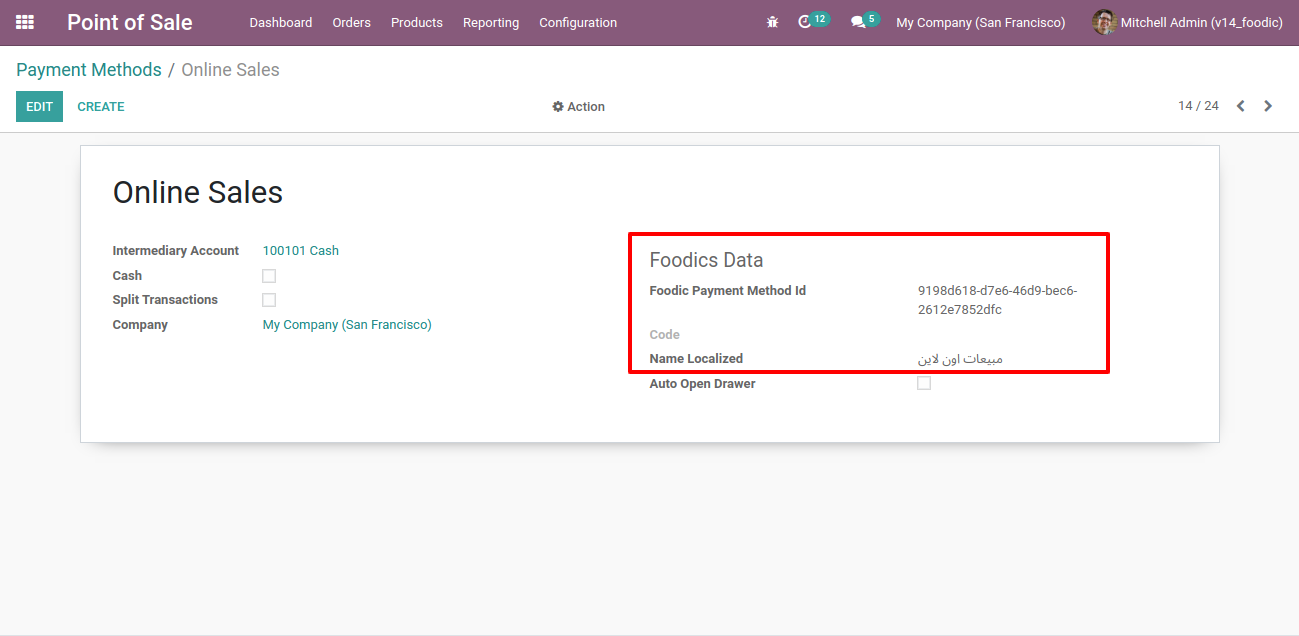 Point of Sale Dashboard Orders Products Reporting Configuration 12 5 My Company (San Francisco) Mitchell Admin (v14_foodic)
Payment Methods / Online Sales
EDIT CREATE Action 14 / 24
Online Sales
Intermediary Account 100101 Cash
Cash
Split Transactions
Company My Company (San Francisco)
Foodics Data
Foodic Payment Method Id 9198d618-d7e6-46d9-bec6-
2612e7852dfc
Code
Name Localized مبيعات اون لاين
Auto Open Drawer